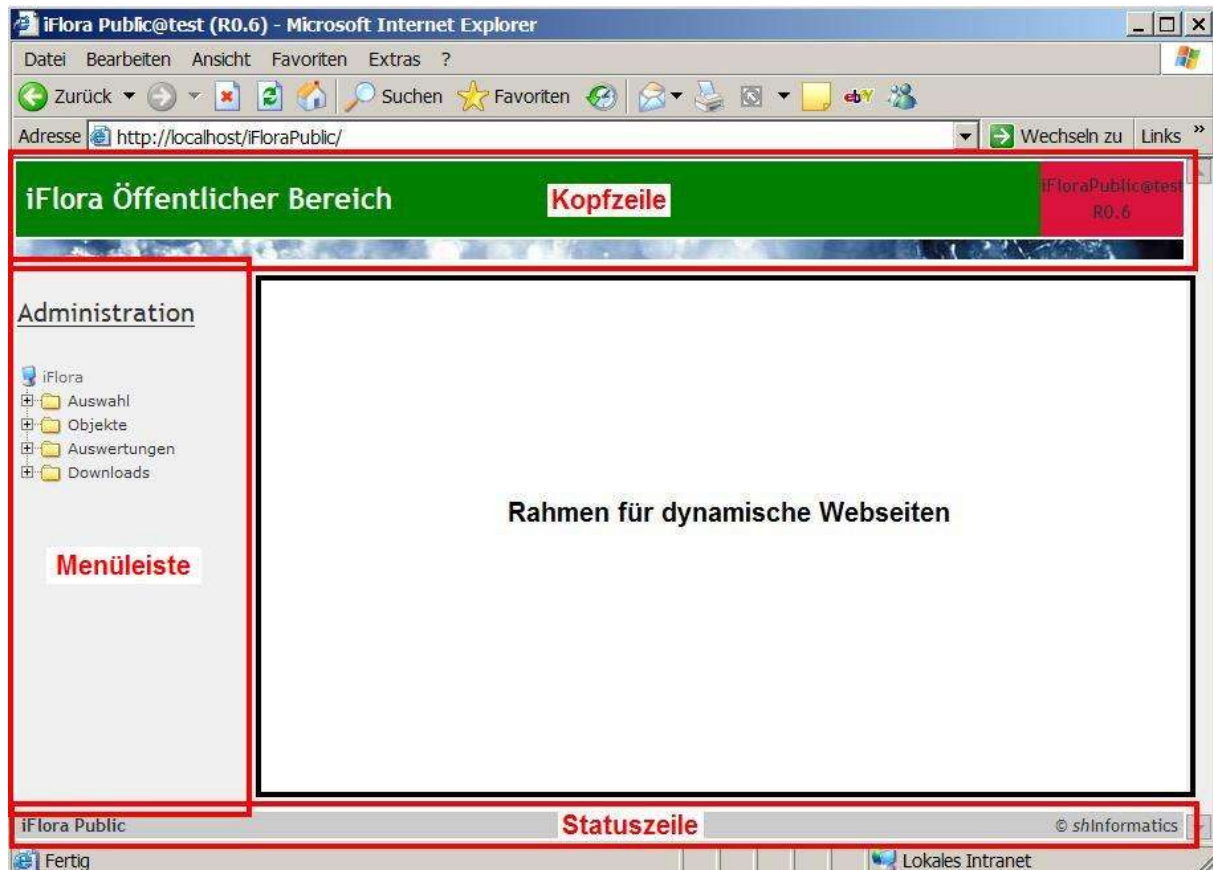 iFlora Public@test (R0.6) - Microsoft Internet Explorer
Datei Bearbeiten Ansicht Favoriten Extras ?
Zurück Suchen Favoriten ebY
Adresse http://localhost/iFloraPublic/ Wechseln zu Links »
iFlora Öffentlicher Bereich Kopfzeile iFloraPublic@test
R0.6
Administration
iFlora
Auswahl
Objekte
Auswertungen
Downloads
Rahmen für dynamische Webseiten
Menüleiste
iFlora Public Statuszeile © shInformatics
Fertig Lokales Intranet